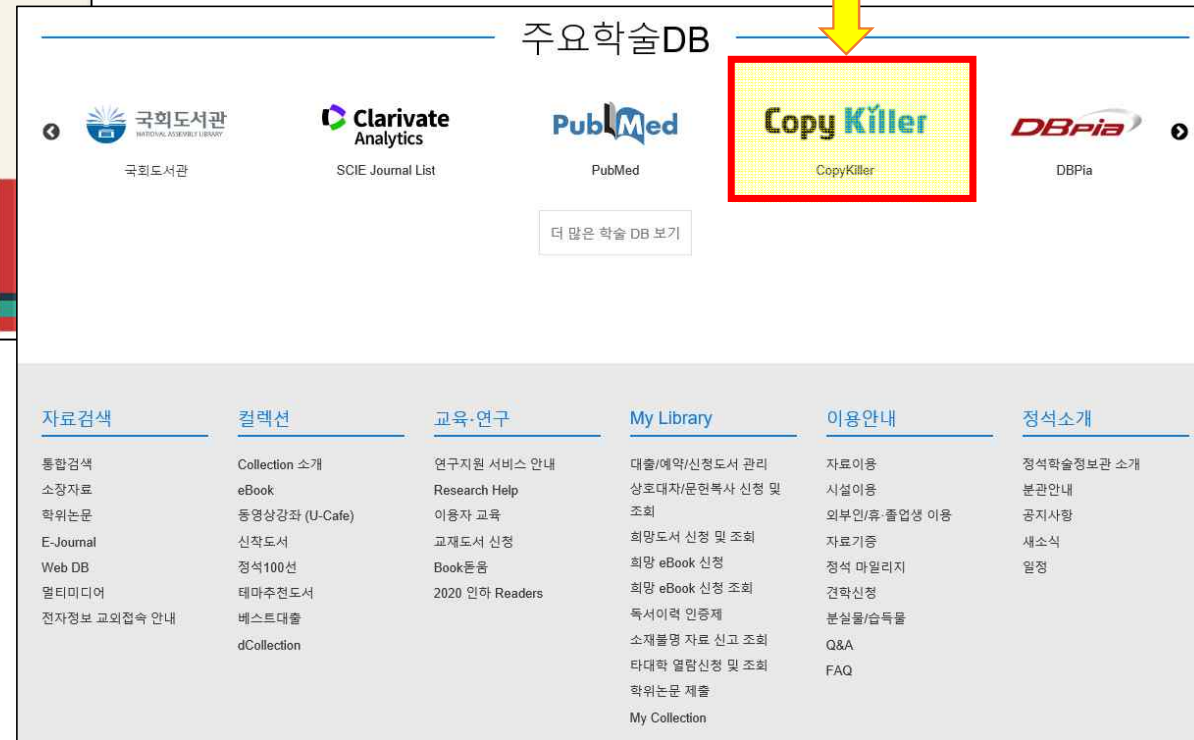 주요학술DB
국회도서관
NATIONAL ASSEMBLY LIBRARY
국회도서관
Clarivate
Analytics
SCIE Journal List
PubMed
PubMed
Copy Killer
CopyKiller
DBpia
DBPia
더 많은 학술 DB 보기
자료검색
통합검색
소장자료
학위논문
E-Journal
Web DB
멀티미디어
전자정보 교외접속 안내
컬렉션
Collection 소개
eBook
동영상강좌 (U-Cafe)
신착도서
정석100선
테마추천도서
베스트대출
dCollection
교육·연구
연구지원 서비스 안내
Research Help
이용자 교육
교재도서 신청
Book돋움
2020 인하 Readers
My Library
대출/예약/신청도서 관리
상호대차/문헌복사 신청 및
조회
희망도서 신청 및 조회
희망 eBook 신청
희망 eBook 신청 조회
독서이력 인증제
소재불명 자료 신고 조회
타대학 열람신청 및 조회
학위논문 제출
My Collection
이용안내
자료이용
시설이용
외부인/휴·졸업생 이용
자료기증
정석 마일리지
견학신청
분실물/습득물
Q&A
FAQ
정석소개
정석학술정보관 소개
분관안내
공지사항
새소식
일정